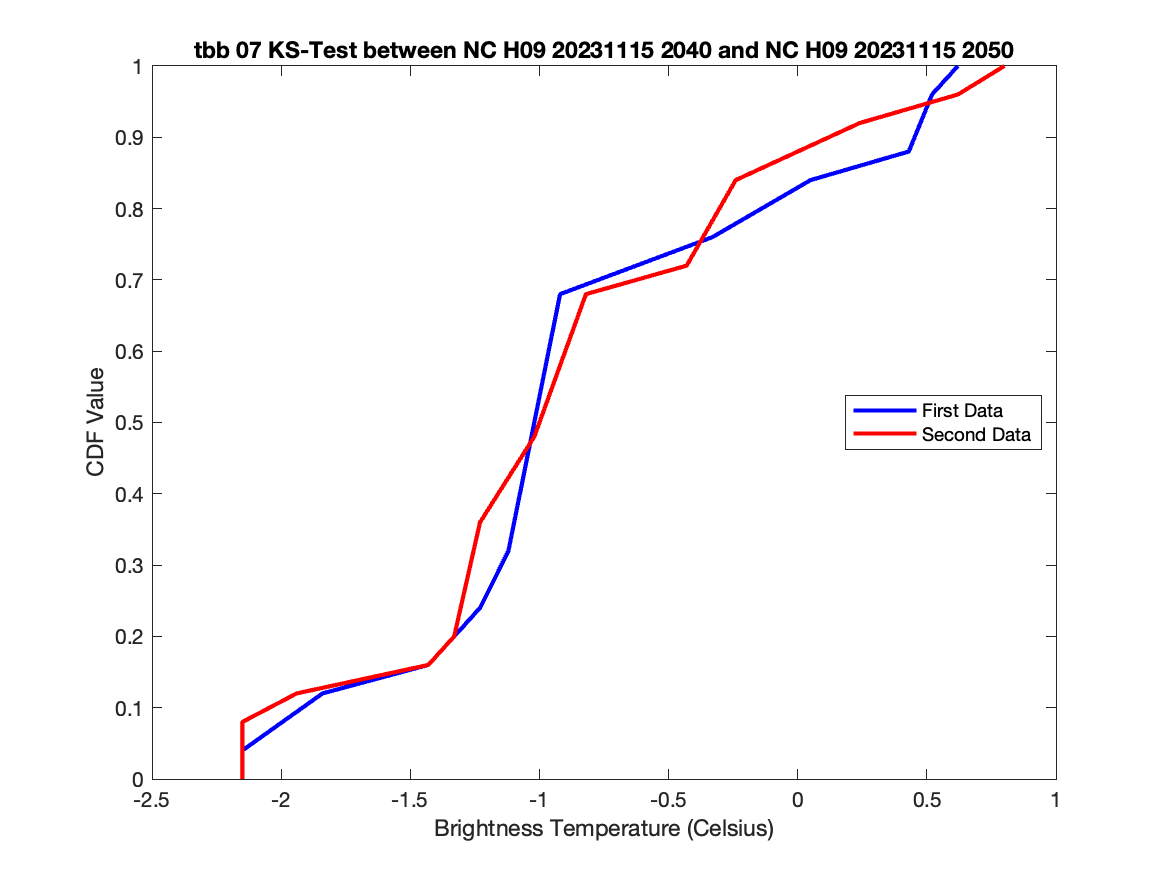 tbb 07 KS-Test between NC H09 20231115 2040 and NC H09 20231115 2050
1
0.9
0.8
0.7
0.6
0.5
0.4
0.3
0.2
0.1
0
CDF Value
First Data
Second Data
-2.5 -2 -1.5 -1 -0.5 0 0.5 1
Brightness Temperature (Celsius)